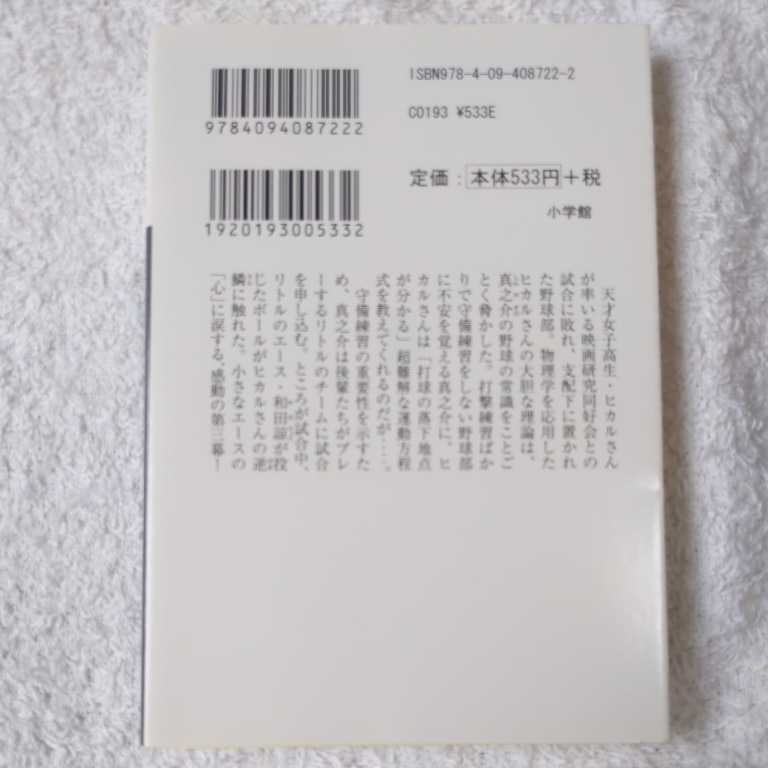 ISBN978-4-09-408722-2
C0193 ¥533E
9784094087222
定価：本体533円＋税
小学館
1920193005332
天才女子高生・ヒカルさん
が率いる映画研究同好会との
試合に敗れ、支配下に置かれ
た野球部。物理学を応用した
ヒカルさんの大胆な理論は、
真之介の野球の常識をことご
とく脅かした。打撃練習ばか
りで守備練習をしない野球部
に不安を覚える真之介に、ヒ
カルさんは「打球の落下地点
が分かる」超難解な運動方程
式を教えてくれるのだが……。
守備練習の重要性を示すた
め、真之介は後輩たちがプレ
ーするリトルのチームに試合
を申し込む。ところが試合中、
リトルのエース・和田諒が投
じたボールがヒカルさんの逆
鱗に触れた。小さなエースの
「心」に涙する、感動の第三幕！